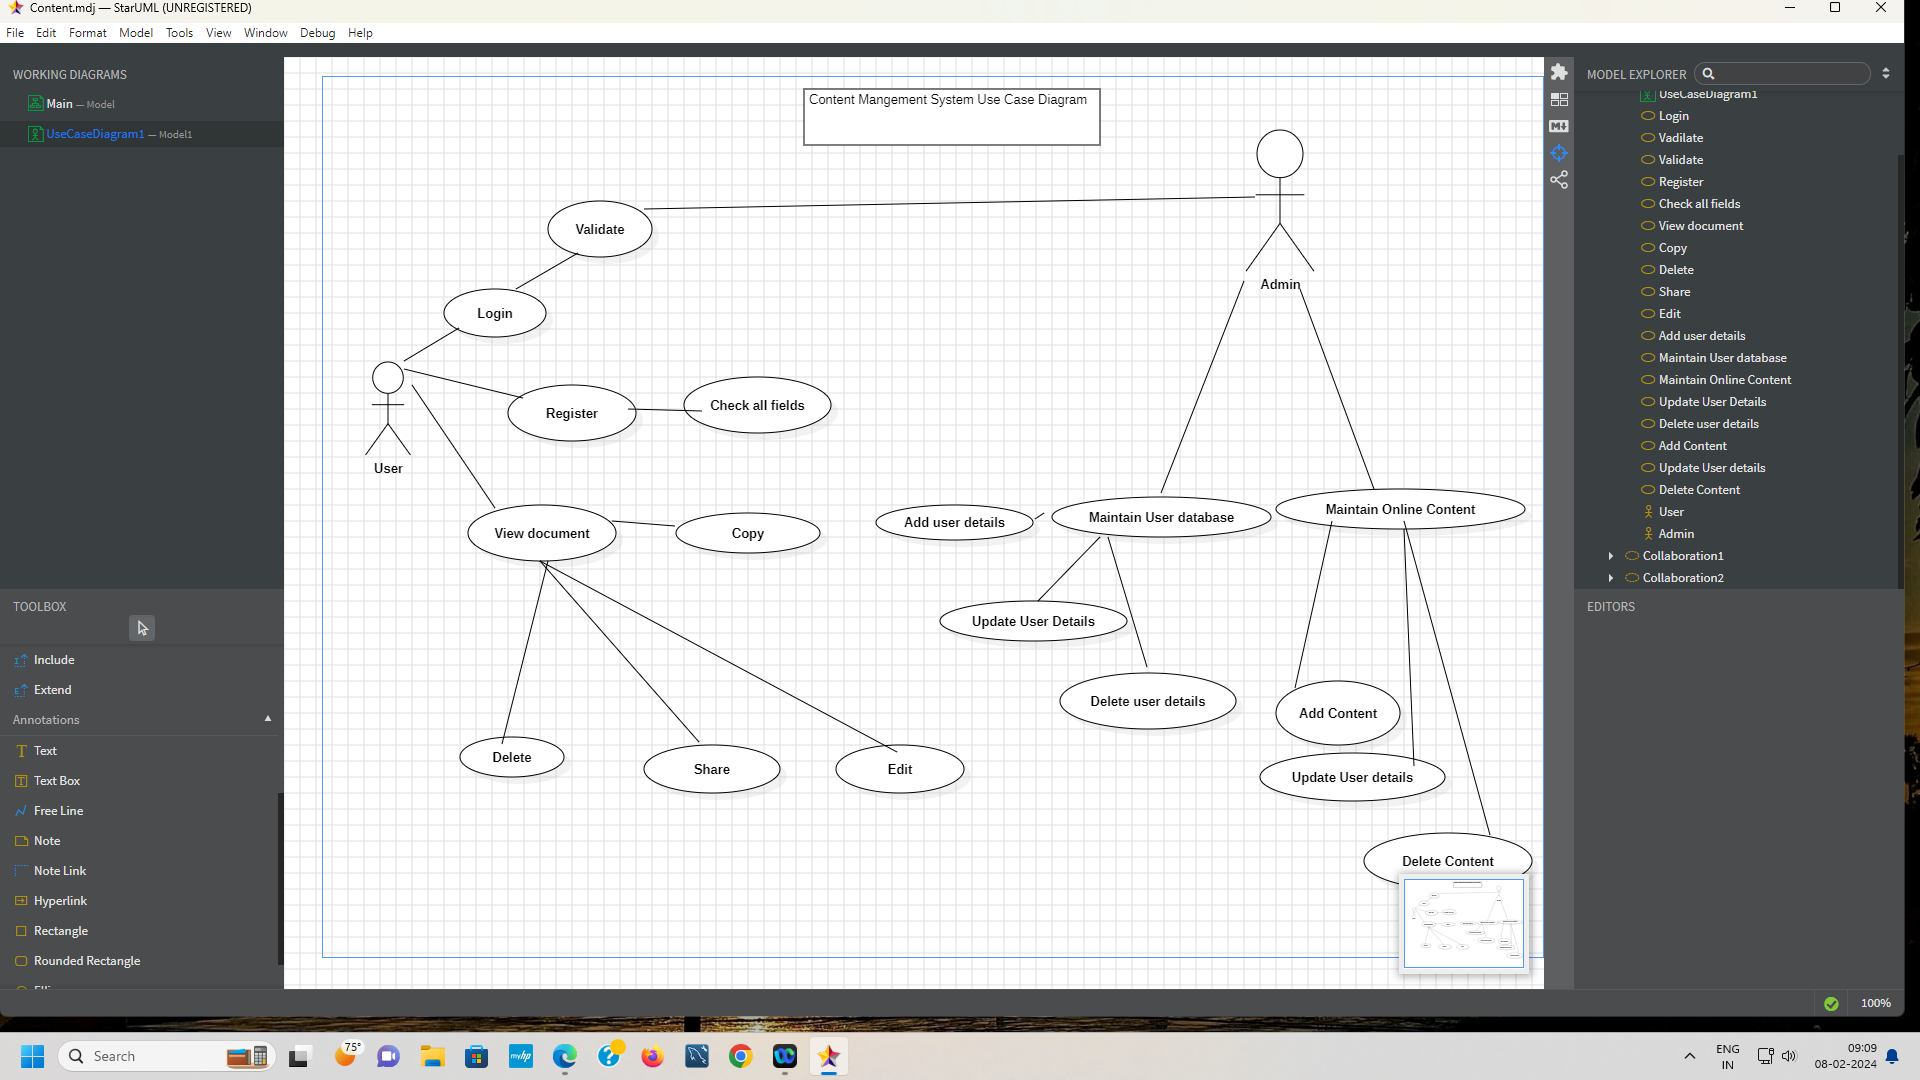 Content.mdj — StarUML (UNREGISTERED)
File Edit Format Model Tools View Window Debug Help
WORKING DIAGRAMS
Main — Model
UseCaseDiagram1 — Model1
TOOLBOX
Include
Extend
Annotations
Text
Text Box
Free Line
Note
Note Link
Hyperlink
Rectangle
Rounded Rectangle
Content Mangement System Use Case Diagram
Validate
Login
Admin
Register
Check all fields
User
View document
Copy
Add user details
Maintain User database
Maintain Online Content
Update User Details
Delete user details
Add Content
Delete
Share
Edit
Update User details
Delete Content
MODEL EXPLORER
UseCaseDiagram1
Login
Vadilate
Validate
Register
Check all fields
View document
Copy
Delete
Share
Edit
Add user details
Maintain User database
Maintain Online Content
Update User Details
Delete user details
Add Content
Update User details
Delete Content
User
Admin
Collaboration1
Collaboration2
EDITORS
100%
Search
75°
myhp
ENG
IN
09:09
08-02-2024